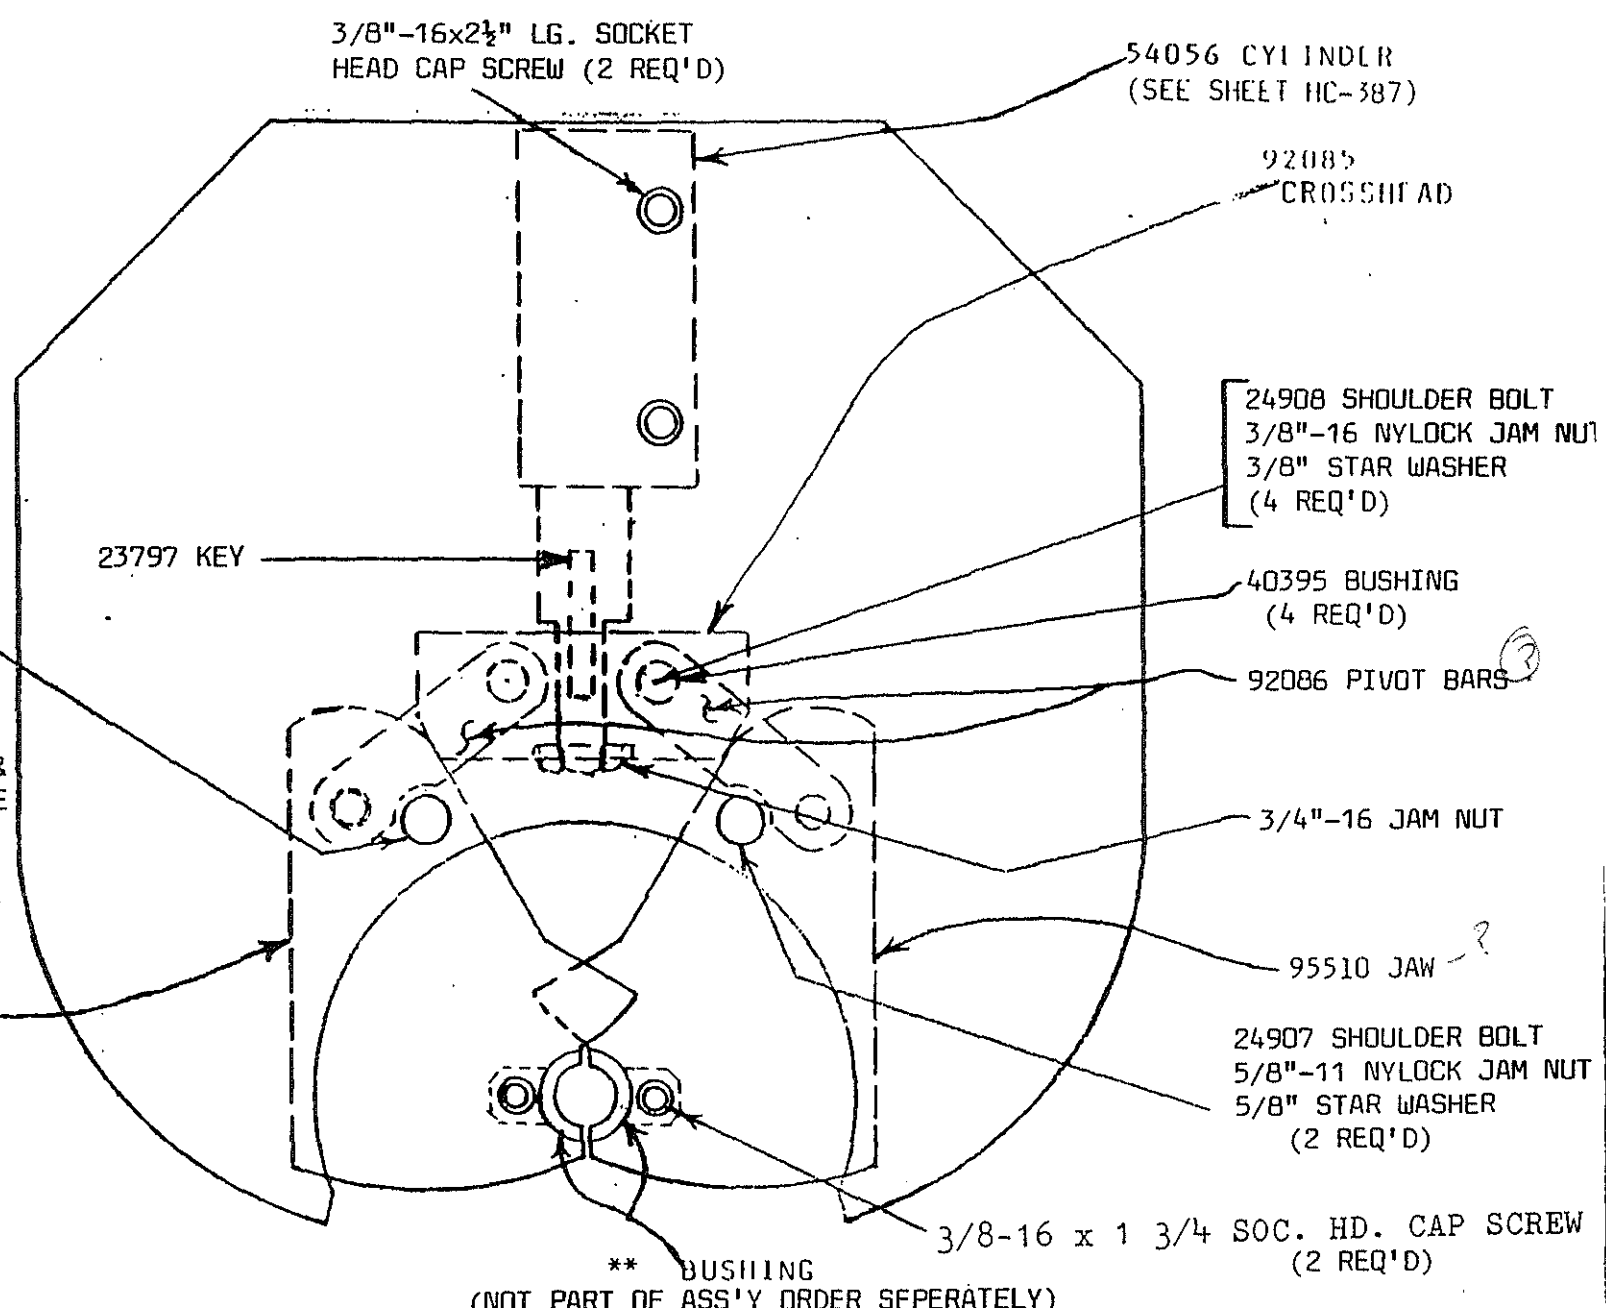 3/8"-16x2½" LG. SOCKET
HEAD CAP SCREW (2 REQ'D)
54056 CYLINDER
(SEE SHEET HC-387)
92085
CROSSHEAD
24908 SHOULDER BOLT
3/8"-16 NYLOCK JAM NUT
3/8" STAR WASHER
(4 REQ'D)
23797 KEY
40395 BUSHING
(4 REQ'D)
92086 PIVOT BARS ?
3/4"-16 JAM NUT
95510 JAW - ?
24907 SHOULDER BOLT
5/8"-11 NYLOCK JAM NUT
5/8" STAR WASHER
(2 REQ'D)
3/8-16 x 1 3/4 SOC. HD. CAP SCREW
(2 REQ'D)
** BUSHING
(NOT PART OF ASS'Y ORDER SEPERATELY)